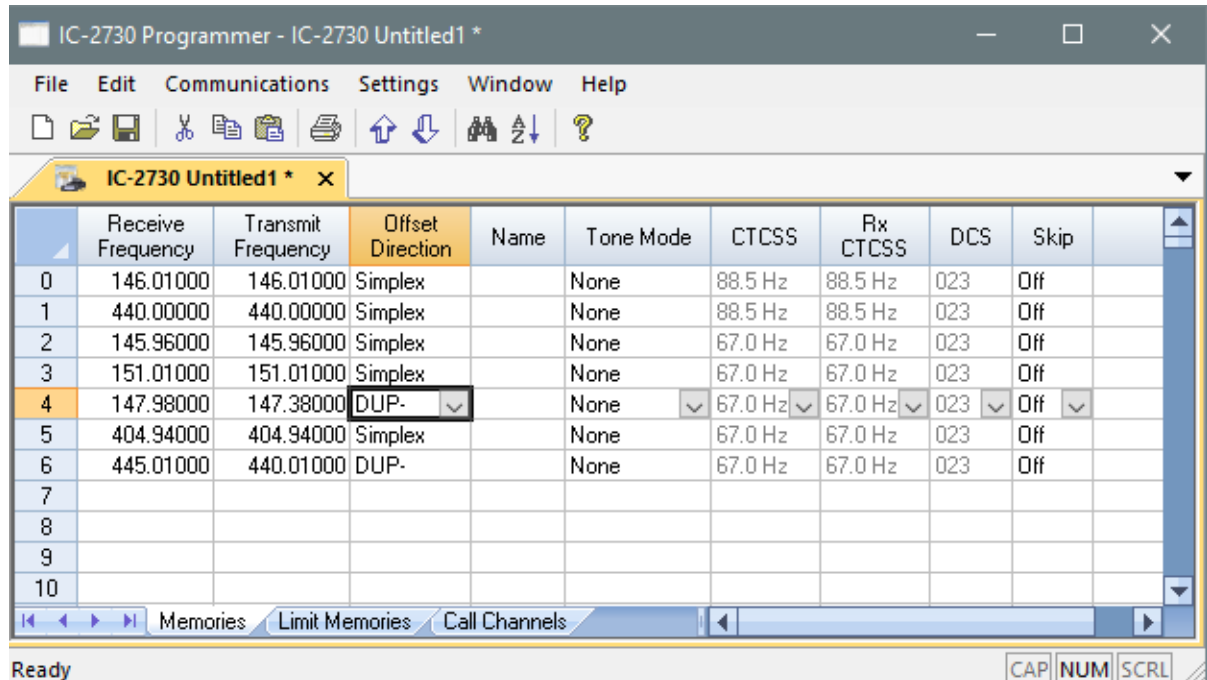 IC-2730 Programmer - IC-2730 Untitled1 *
File Edit Communications Settings Window Help
IC-2730 Untitled1 *
Receive Frequency Transmit Frequency Offset Direction Name Tone Mode CTCSS Rx CTCSS DCS Skip
0 146.01000 146.01000 Simplex None 88.5 Hz 88.5 Hz 023 Off
1 440.00000 440.00000 Simplex None 88.5 Hz 88.5 Hz 023 Off
2 145.96000 145.96000 Simplex None 67.0 Hz 67.0 Hz 023 Off
3 151.01000 151.01000 Simplex None 67.0 Hz 67.0 Hz 023 Off
4 147.98000 147.38000 DUP- None 67.0 Hz 67.0 Hz 023 Off
5 404.94000 404.94000 Simplex None 67.0 Hz 67.0 Hz 023 Off
6 445.01000 440.01000 DUP- None 67.0 Hz 67.0 Hz 023 Off
7
8
9
10
Memories Limit Memories Call Channels
Ready CAP NUM SCRL